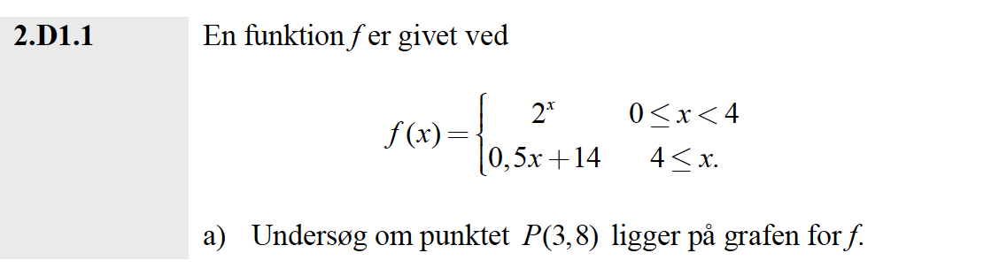 2.D1.1 En funktion f er givet ved
f(x) = { 2^x 0 ≤ x < 4
0,5x + 14 4 ≤ x.
a) Undersøg om punktet P(3,8) ligger på grafen for f.